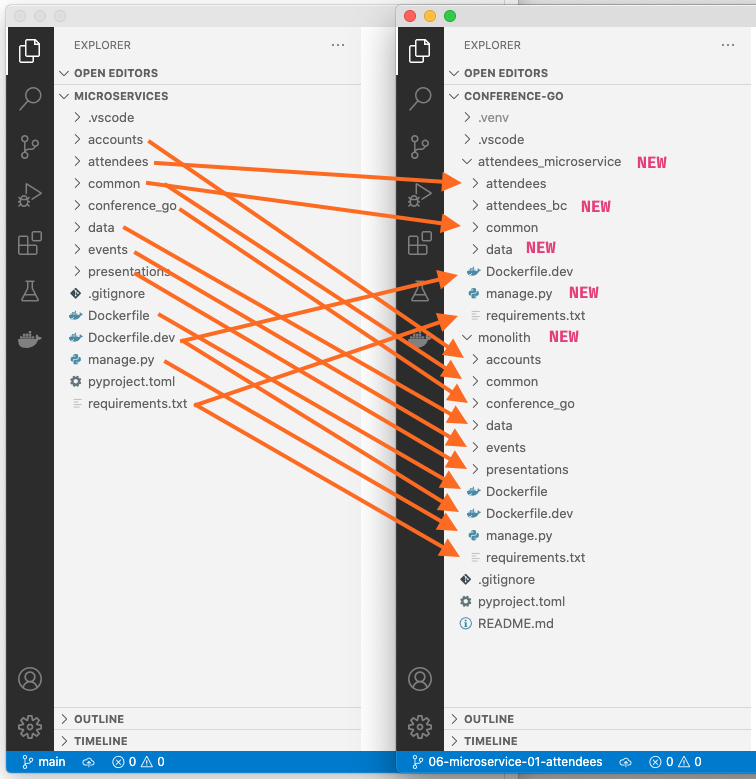 EXPLORER
OPEN EDITORS
MICROSERVICES
.vscode
accounts
attendees
common
conference_go
data
events
presentations
.gitignore
Dockerfile
Dockerfile.dev
manage.py
pyproject.toml
requirements.txt
OUTLINE
TIMELINE
main 0 0
EXPLORER
OPEN EDITORS
CONFERENCE-GO
.venv
.vscode
attendees_microservice NEW
attendees
attendees_bc NEW
common
data NEW
Dockerfile.dev
manage.py NEW
requirements.txt
monolith NEW
accounts
common
conference_go
data
events
presentations
Dockerfile
Dockerfile.dev
manage.py
requirements.txt
.gitignore
pyproject.toml
README.md
OUTLINE
TIMELINE
06-microservice-01-attendees 0 0